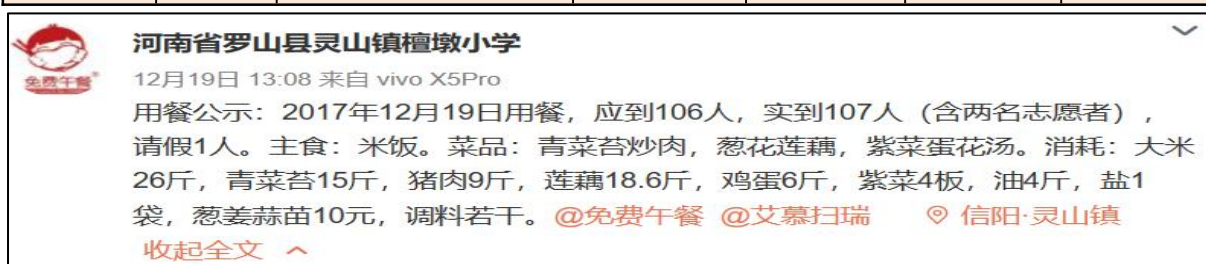 河南省罗山县灵山镇檀墩小学
免费午餐®
12月19日 13:08 来自 vivo X5Pro
用餐公示：2017年12月19日用餐，应到106人，实到107人（含两名志愿者），
请假1人。主食：米饭。菜品：青菜苔炒肉，葱花莲藕，紫菜蛋花汤。消耗：大米
26斤，青菜苔15斤，猪肉9斤，莲藕18.6斤，鸡蛋6斤，紫菜4板，油4斤，盐1
袋，葱姜蒜苗10元，调料若干。@免费午餐 @艾慕扫瑞 信阳·灵山镇
收起全文